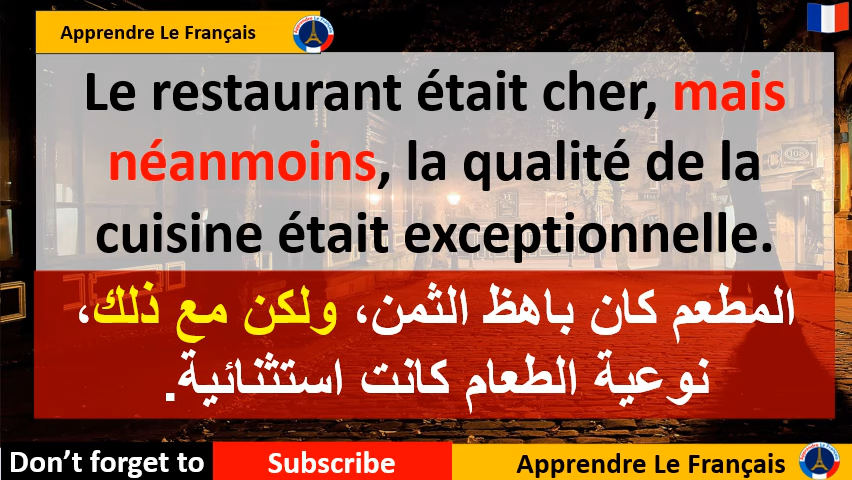 Apprendre Le Français
Le restaurant était cher, mais
néanmoins, la qualité de la
cuisine était exceptionnelle.
المطعم كان باهظ الثمن، ولكن مع ذلك،
نوعية الطعام كانت استثنائية.
Don’t forget to
Subscribe
Apprendre Le Français